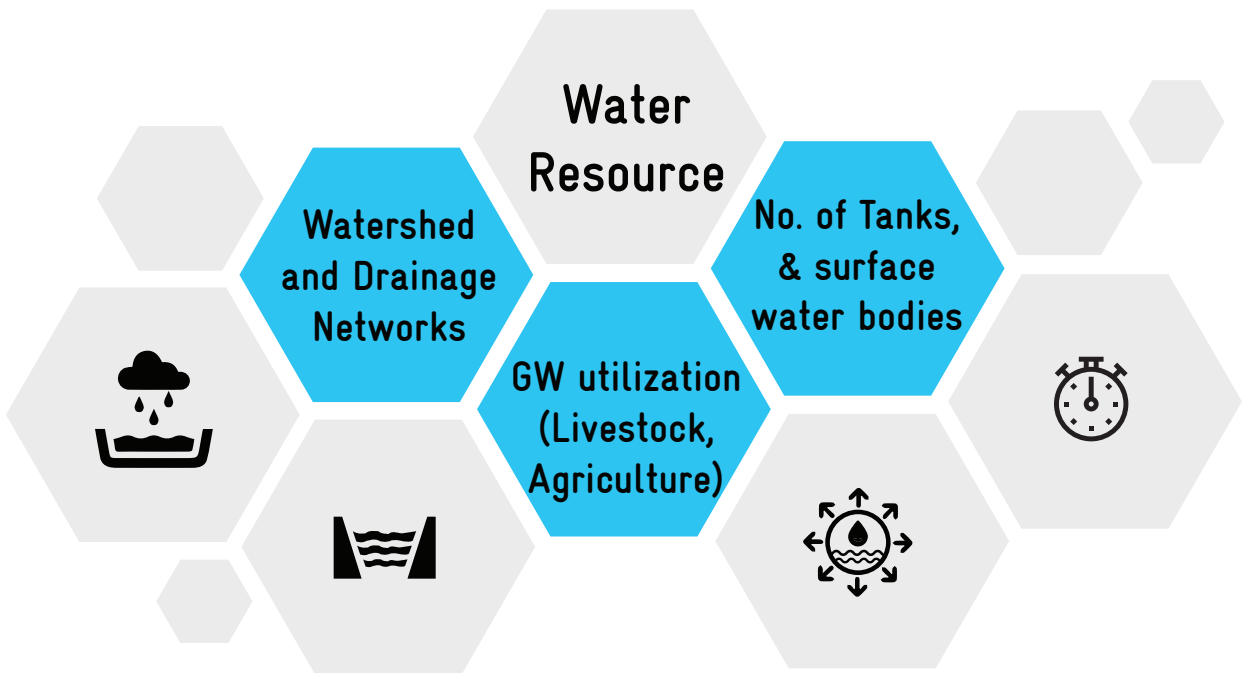 Water
Resource
Watershed
and Drainage
Networks
No. of Tanks,
& surface
water bodies
GW utilization
(Livestock,
Agriculture)